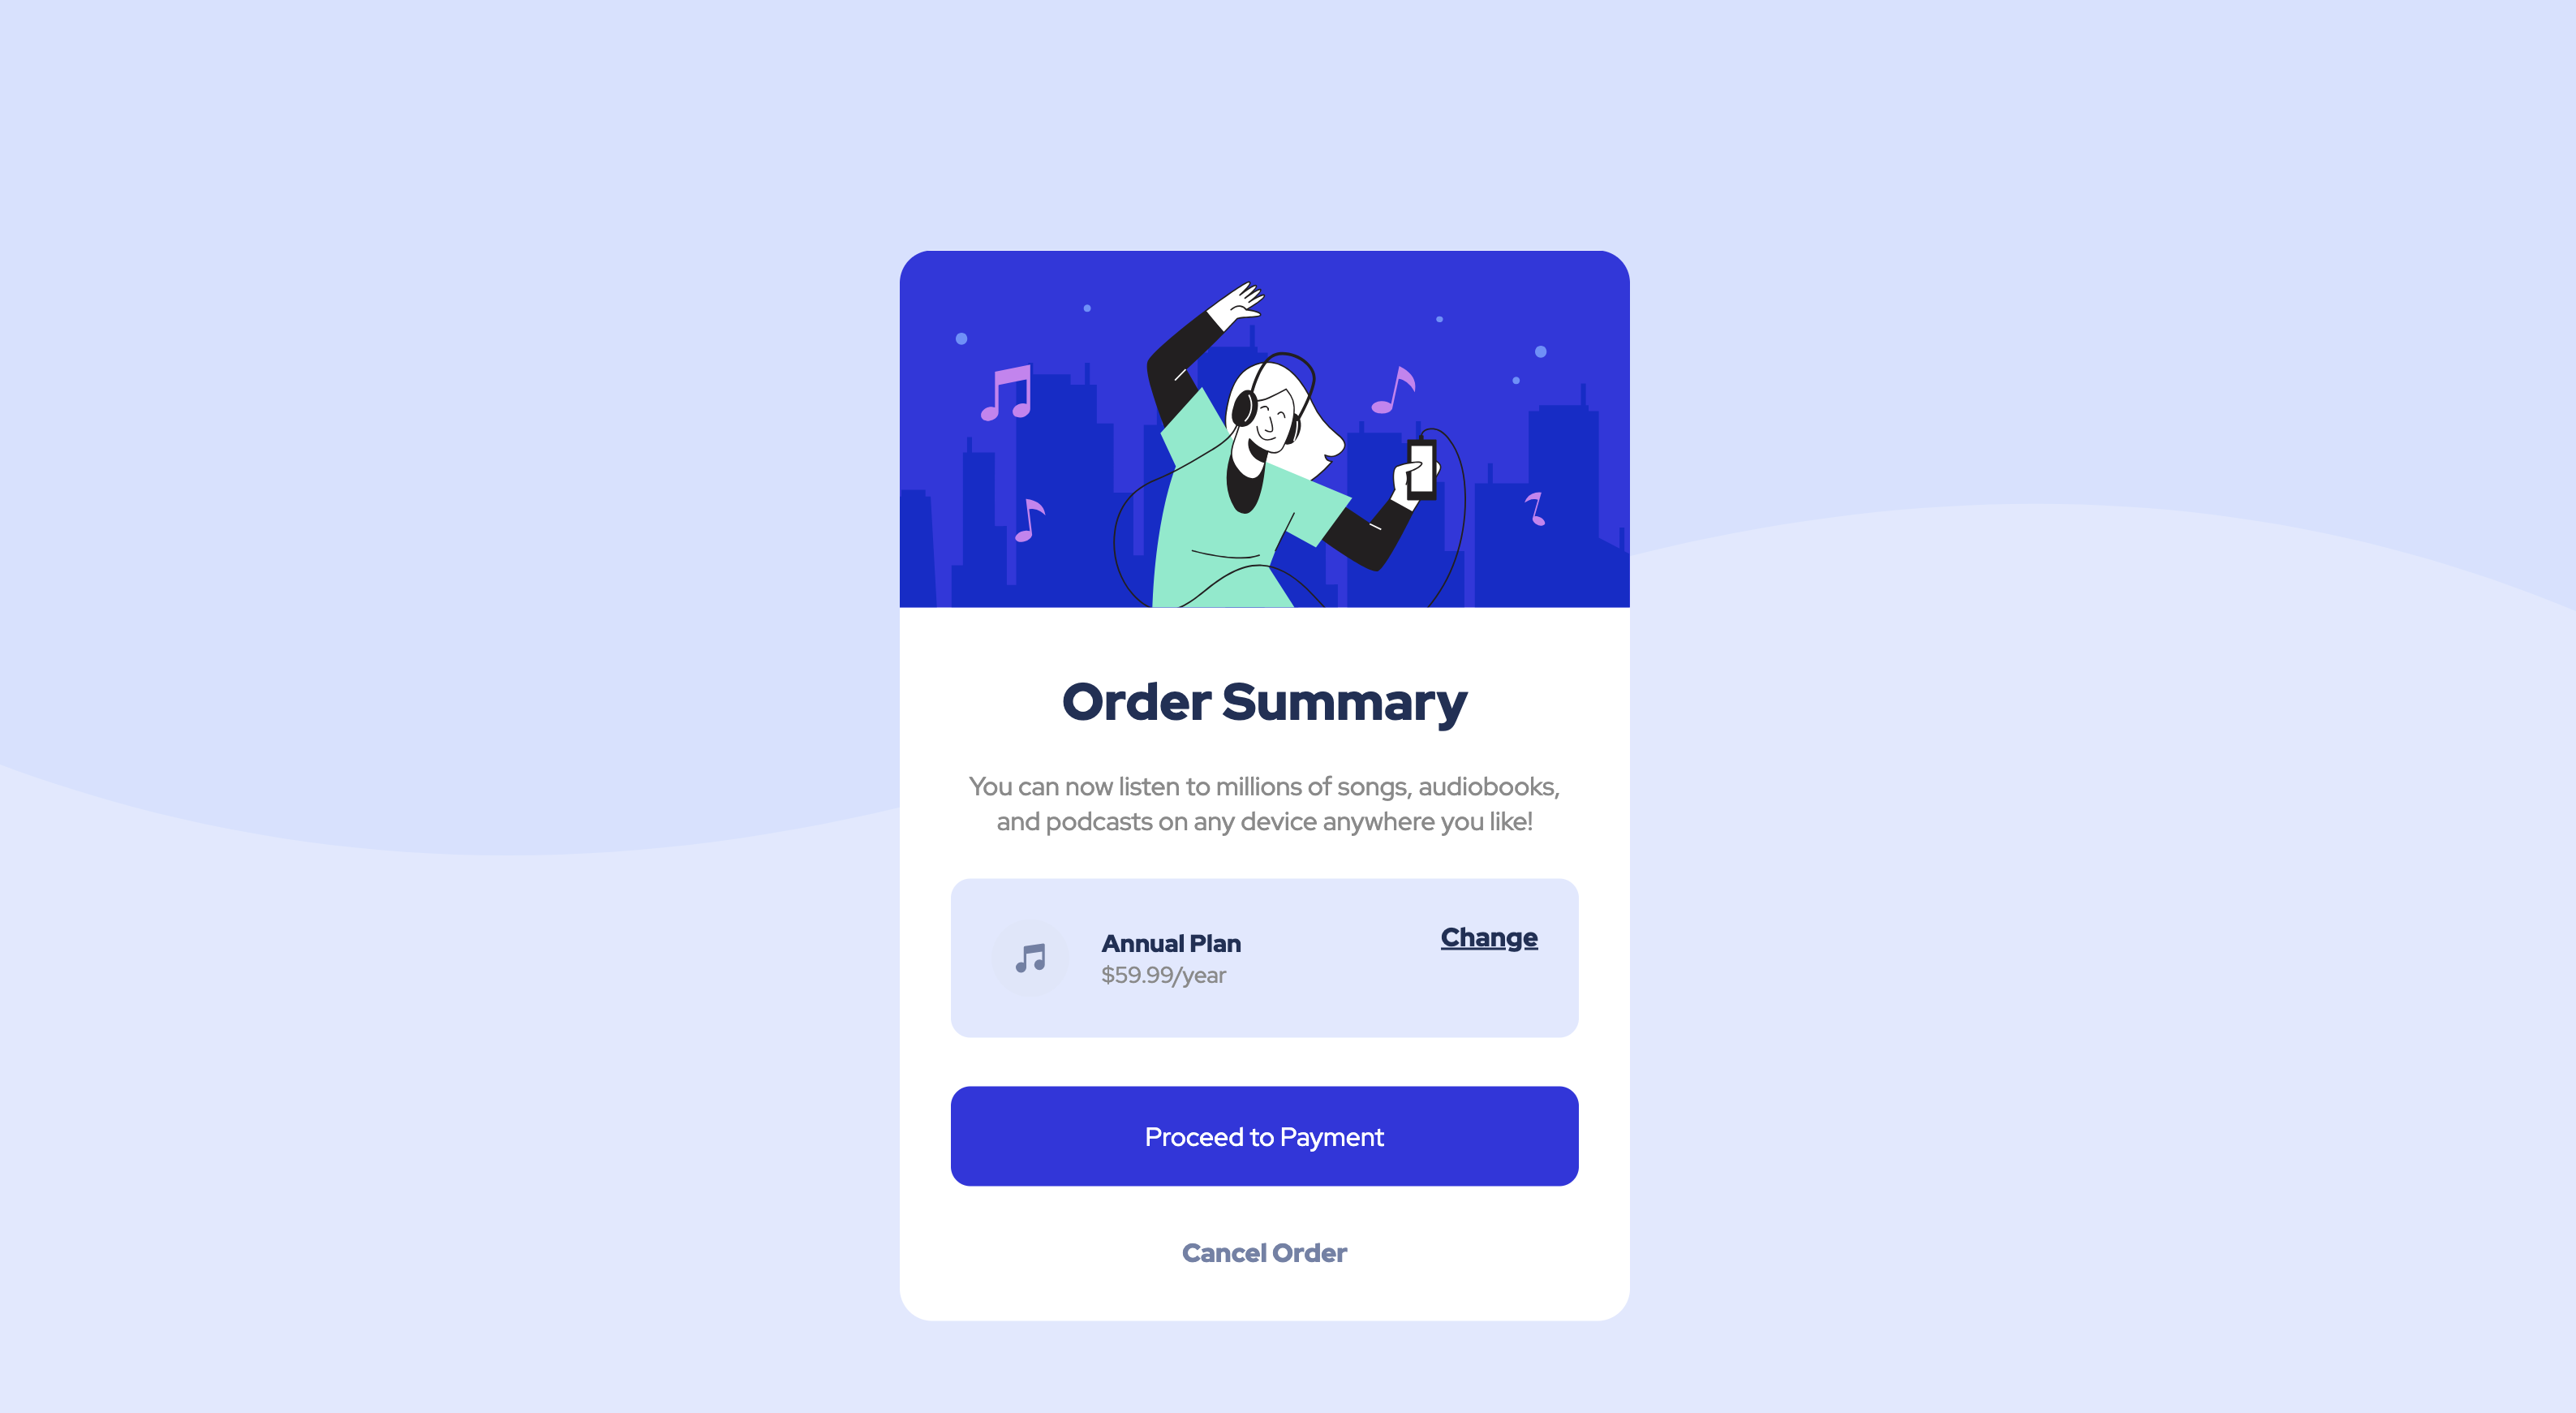 Order Summary
You can now listen to millions of songs, audiobooks,
and podcasts on any device anywhere you like!
Annual Plan
Change
$59.99/year
Proceed to Payment
Cancel Order